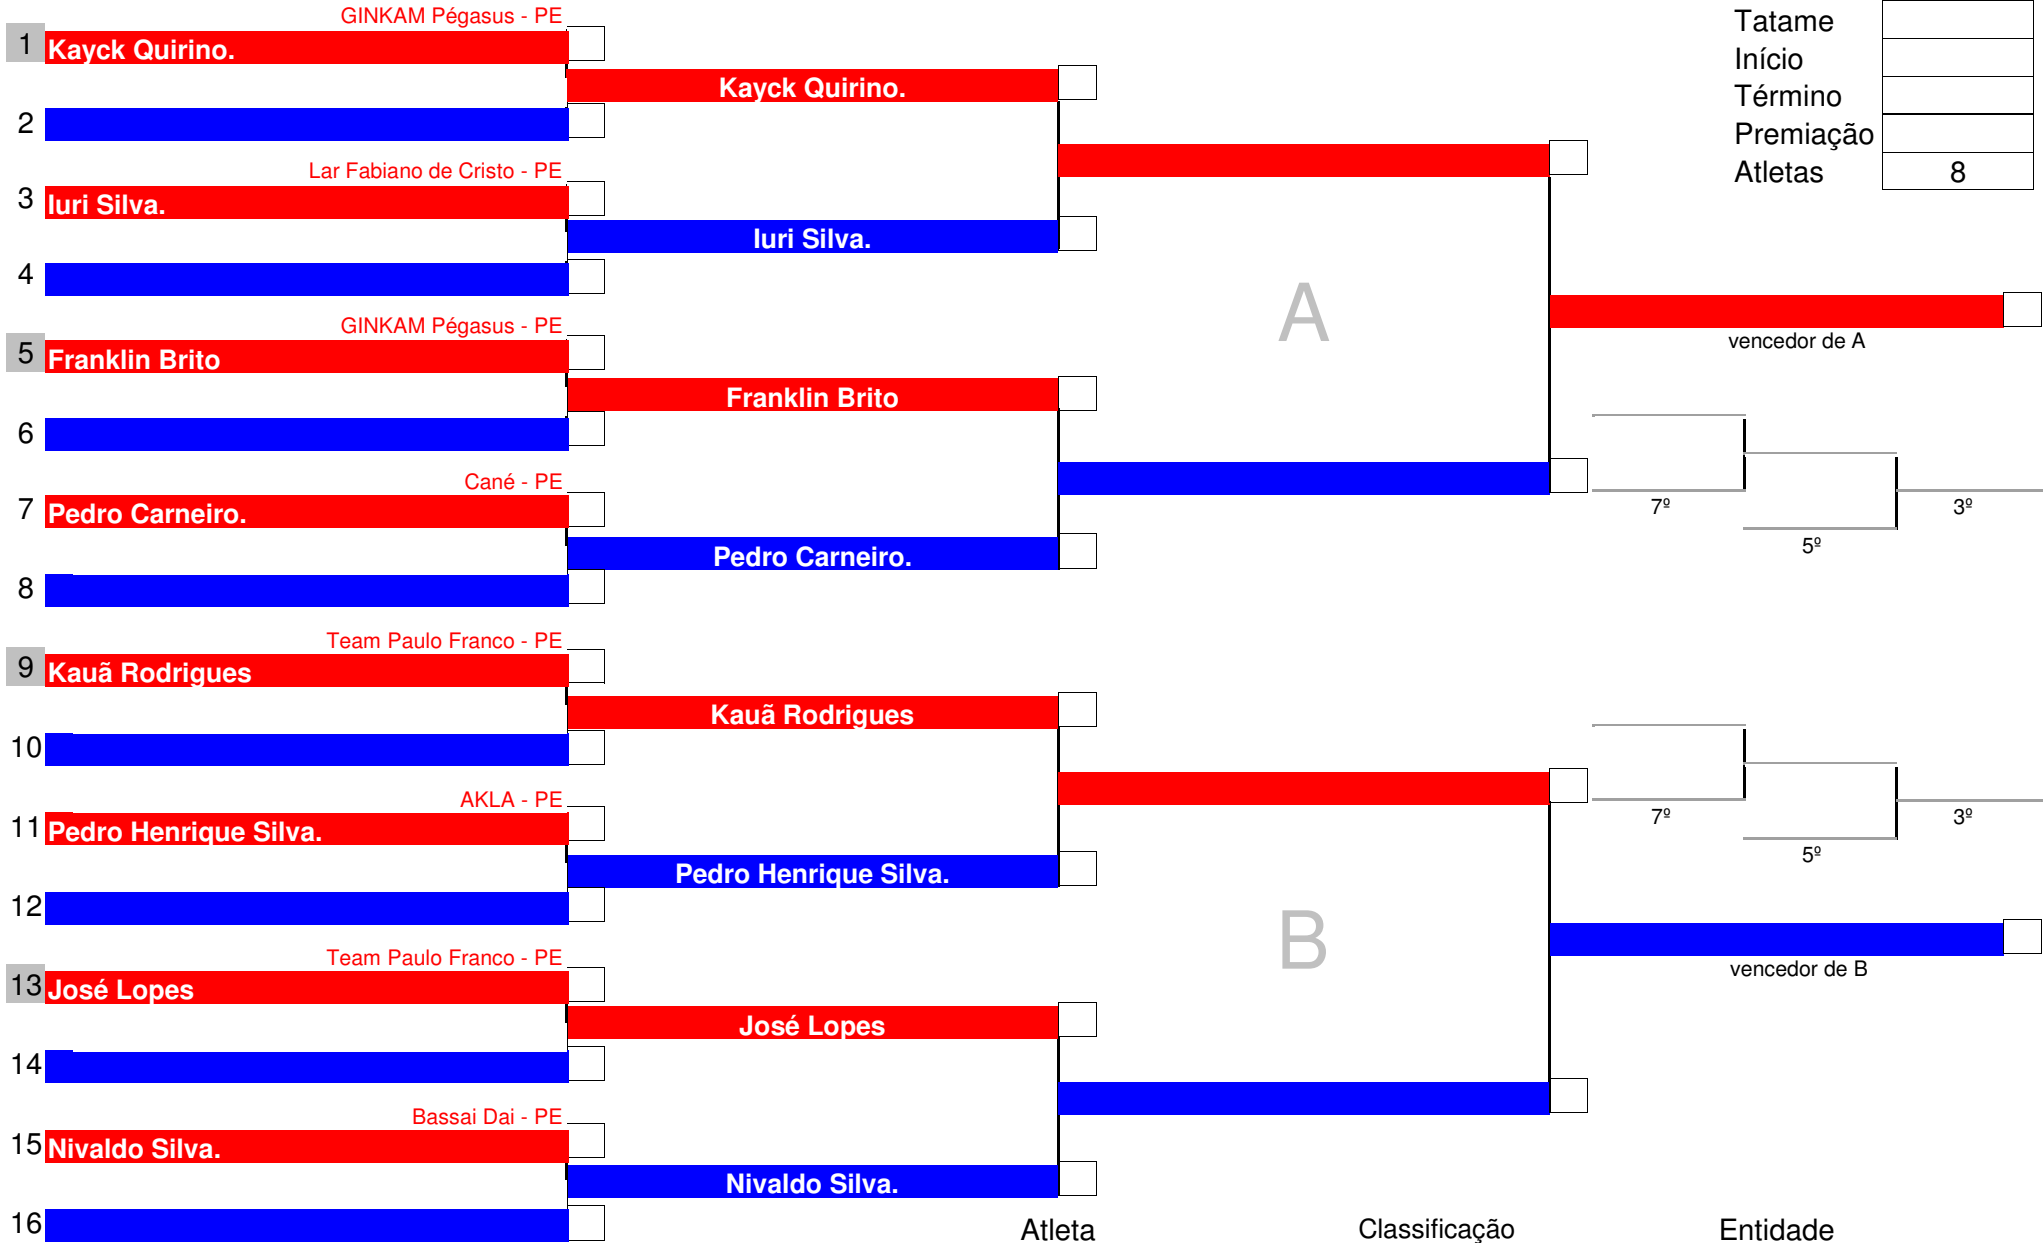 GINKAM Pégasus - PE
1 Kayck Quirino.
Kayck Quirino.
2
Lar Fabiano de Cristo - PE
3 Iuri Silva.
Iuri Silva.
4
GINKAM Pégasus - PE
5 Franklin Brito
Franklin Brito
6
Cané - PE
7 Pedro Carneiro.
Pedro Carneiro.
8
Team Paulo Franco - PE
9 Kauã Rodrigues
Kauã Rodrigues
10
AKLA - PE
11 Pedro Henrique Silva.
Pedro Henrique Silva.
12
Team Paulo Franco - PE
13 José Lopes
José Lopes
14
Bassai Dai - PE
15 Nivaldo Silva.
Nivaldo Silva.
16
A
B
Tatame
Início
Término
Premiação
Atletas 8
vencedor de A
7º
3º
5º
7º
3º
5º
vencedor de B
Atleta Classificação Entidade